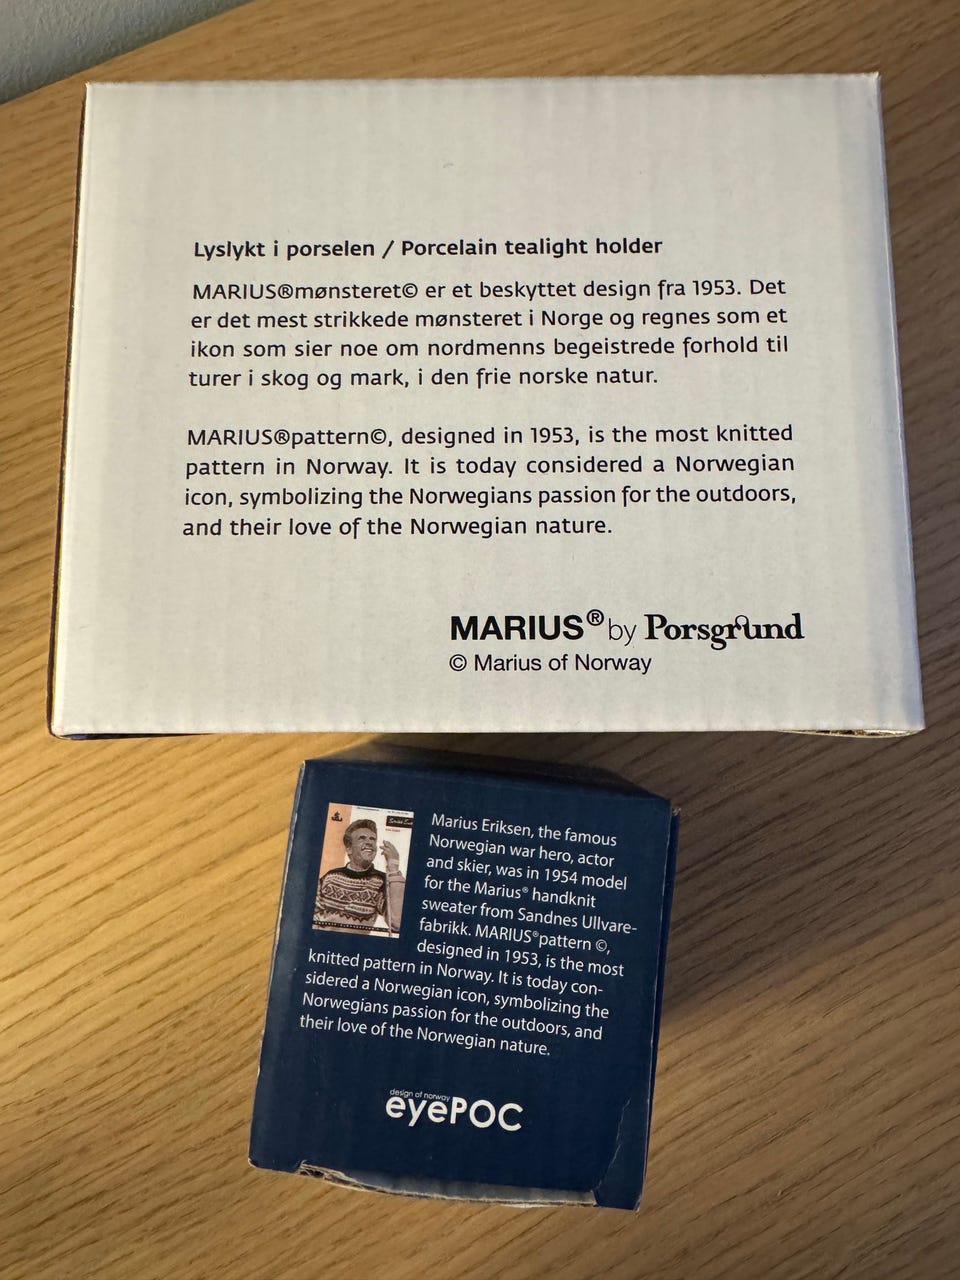 Lyslykt i porselen / Porcelain tealight holder
MARIUS®mønsteret© er et beskyttet design fra 1953. Det
er det mest strikkede mønsteret i Norge og regnes som et
ikon som sier noe om nordmenns begeistrede forhold til
turer i skog og mark, i den frie norske natur.
MARIUS®pattern©, designed in 1953, is the most knitted
pattern in Norway. It is today considered a Norwegian
icon, symbolizing the Norwegians passion for the outdoors,
and their love of the Norwegian nature.
MARIUS® by Porsgrund
© Marius of Norway
Marius Eriksen, the famous
Norwegian war hero, actor
and skier, was in 1954 model
for the Marius® handknit
sweater from Sandnes Ullvare-
fabrikk. MARIUS®pattern ©,
designed in 1953, is the most
knitted pattern in Norway. It is today con-
sidered a Norwegian icon, symbolizing the
Norwegians passion for the outdoors, and
their love of the Norwegian nature.
design of norway
eyePOC